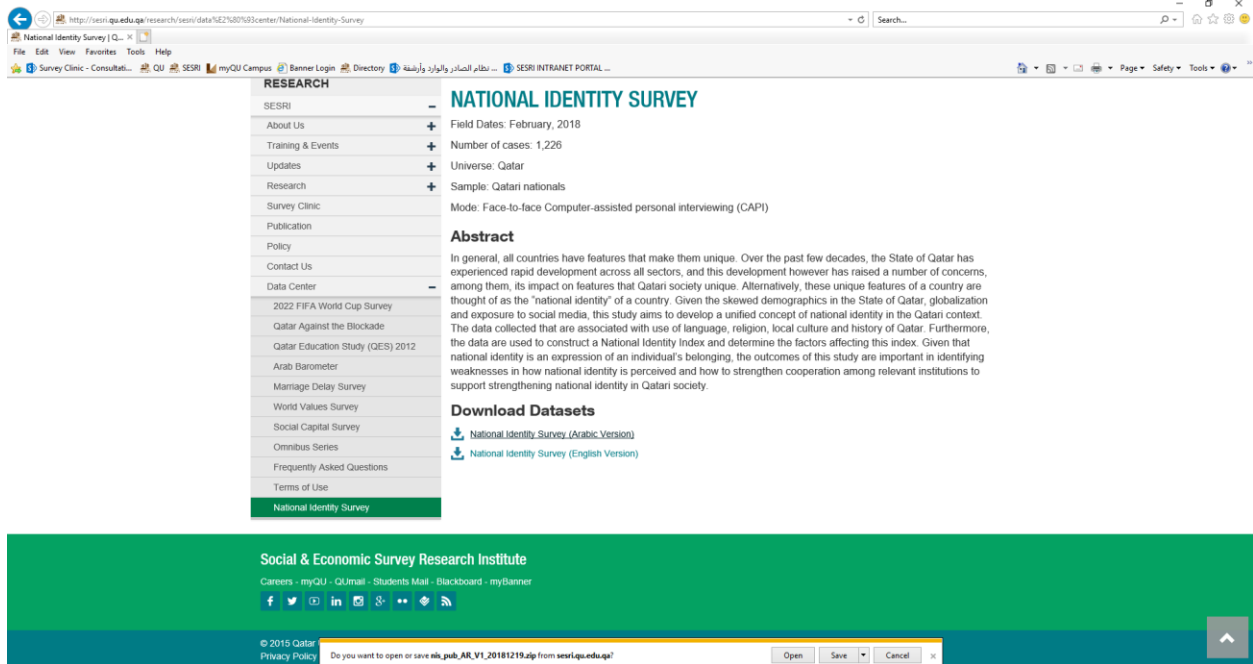 http://sesri.qu.edu.qa/research/sesri/data%E2%80%93center/National-Identity-Survey
Search...
National Identity Survey | Q...
File Edit View Favorites Tools Help
Survey Clinic - Consultati... QU SESRI myQU Campus Banner Login Directory نظام الصادر والوارد وأرشفة ... SESRI INTRANET PORTAL ...
Page Safety Tools
RESEARCH
SESRI
About Us
Training & Events
Updates
Research
Survey Clinic
Publication
Policy
Contact Us
Data Center
2022 FIFA World Cup Survey
Qatar Against the Blockade
Qatar Education Study (QES) 2012
Arab Barometer
Marriage Delay Survey
World Values Survey
Social Capital Survey
Omnibus Series
Frequently Asked Questions
Terms of Use
National Identity Survey
NATIONAL IDENTITY SURVEY
Field Dates: February, 2018
Number of cases: 1,226
Universe: Qatar
Sample: Qatari nationals
Mode: Face-to-face Computer-assisted personal interviewing (CAPI)
Abstract
In general, all countries have features that make them unique. Over the past few decades, the State of Qatar has
experienced rapid development across all sectors, and this development however has raised a number of concerns,
among them, its impact on features that Qatari society unique. Alternatively, these unique features of a country are
thought of as the "national identity" of a country. Given the skewed demographics in the State of Qatar, globalization
and exposure to social media, this study aims to develop a unified concept of national identity in the Qatari context.
The data collected that are associated with use of language, religion, local culture and history of Qatar. Furthermore,
the data are used to construct a National Identity Index and determine the factors affecting this index. Given that
national identity is an expression of an individual's belonging, the outcomes of this study are important in identifying
weaknesses in how national identity is perceived and how to strengthen cooperation among relevant institutions to
support strengthening national identity in Qatari society.
Download Datasets
National Identity Survey (Arabic Version)
National Identity Survey (English Version)
Social & Economic Survey Research Institute
Careers - myQU - QUmail - Students Mail - Blackboard - myBanner
© 2015 Qatar
Privacy Policy
Do you want to open or save nis_pub_AR_V1_20181219.zip from sesri.qu.edu.qa?
Open Save Cancel